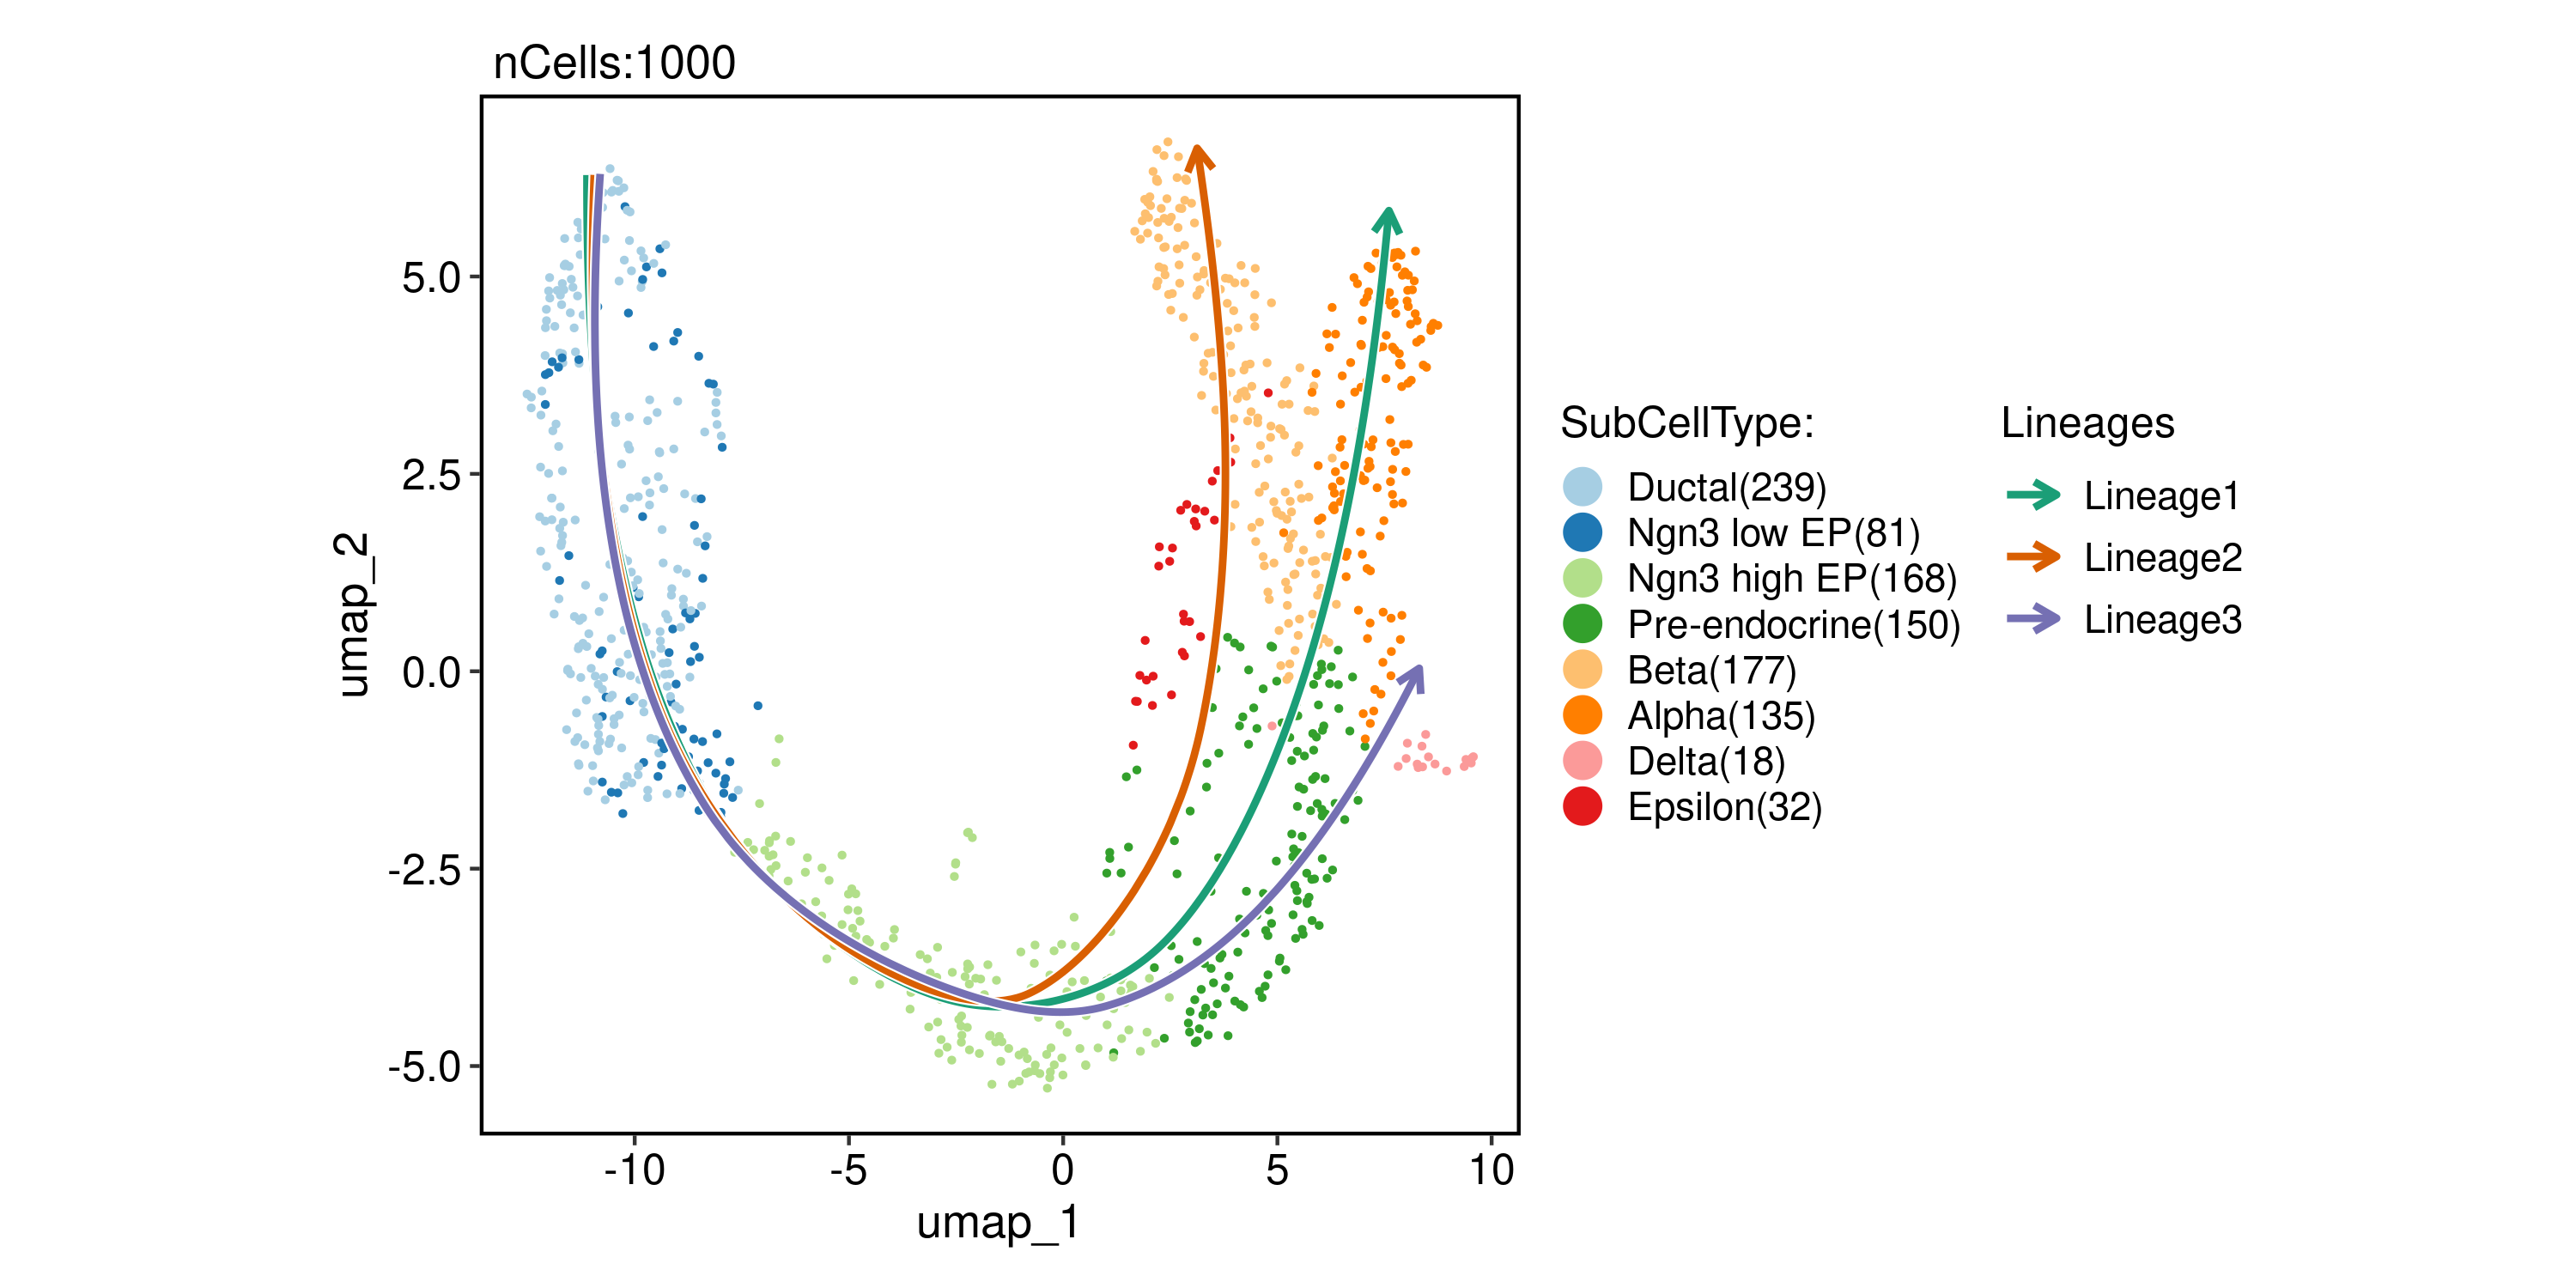 nCells:1000
5.0
2.5
0.0
-2.5
-5.0
umap_2
-10
-5
0
5
10
umap_1
SubCellType:
Ductal(239)
Ngn3 low EP(81)
Ngn3 high EP(168)
Pre-endocrine(150)
Beta(177)
Alpha(135)
Delta(18)
Epsilon(32)
Lineages
Lineage1
Lineage2
Lineage3